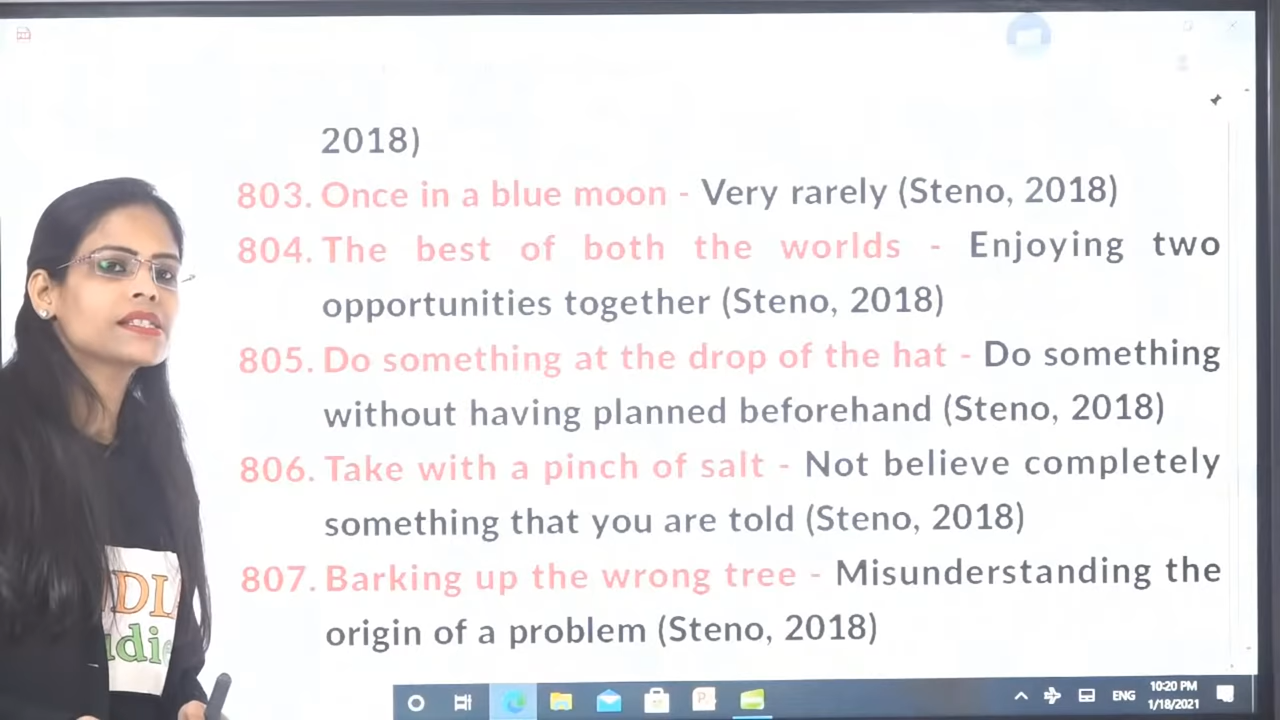 2018)
803. Once in a blue moon - Very rarely (Steno, 2018)
804. The best of both the worlds - Enjoying two
opportunities together (Steno, 2018)
805. Do something at the drop of the hat - Do something
without having planned beforehand (Steno, 2018)
806. Take with a pinch of salt - Not believe completely
something that you are told (Steno, 2018)
807. Barking up the wrong tree - Misunderstanding the
origin of a problem (Steno, 2018)
ENG
10:20 PM
1/18/2021